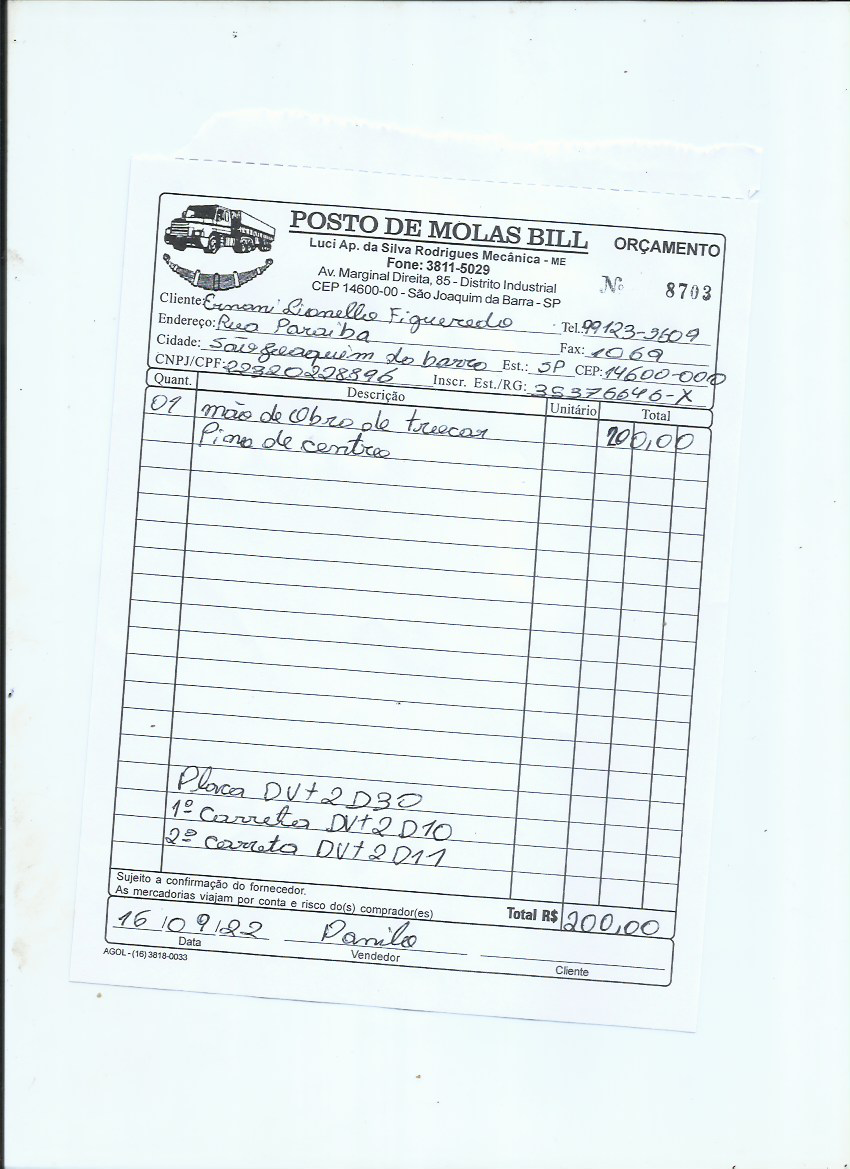 POSTO DE MOLAS BILL
ORÇAMENTO
Luci Ap. da Silva Rodrigues Mecânica - ME
Fone: 3811-5029
Av. Marginal Direita, 85 - Distrito Industrial
CEP 14600-00 - São Joaquim da Barra - SP
Nº 8703
Cliente: Ernani Lionello Figueredo Tel. 99123-3609
Endereço: Rua Paraiba Fax: 1069
Cidade: São Joaquim da barra Est.: SP CEP: 14600-000
CNPJ/CPF: 22320228896 Inscr. Est./RG: 38376646-X
Quant. Descrição Unitário Total
01 mão de Obra de trocar 200,00
Pino de centro
Placa DVt2D30
1º Carreta DVt2D10
2º carreta DVt2D11
Sujeito a confirmação do fornecedor.
As mercadorias viajam por conta e risco do(s) comprador(es)
Total R$ 200,00
16/09/22 Danilo
Data Vendedor Cliente
AGOL - (16) 3818-0033